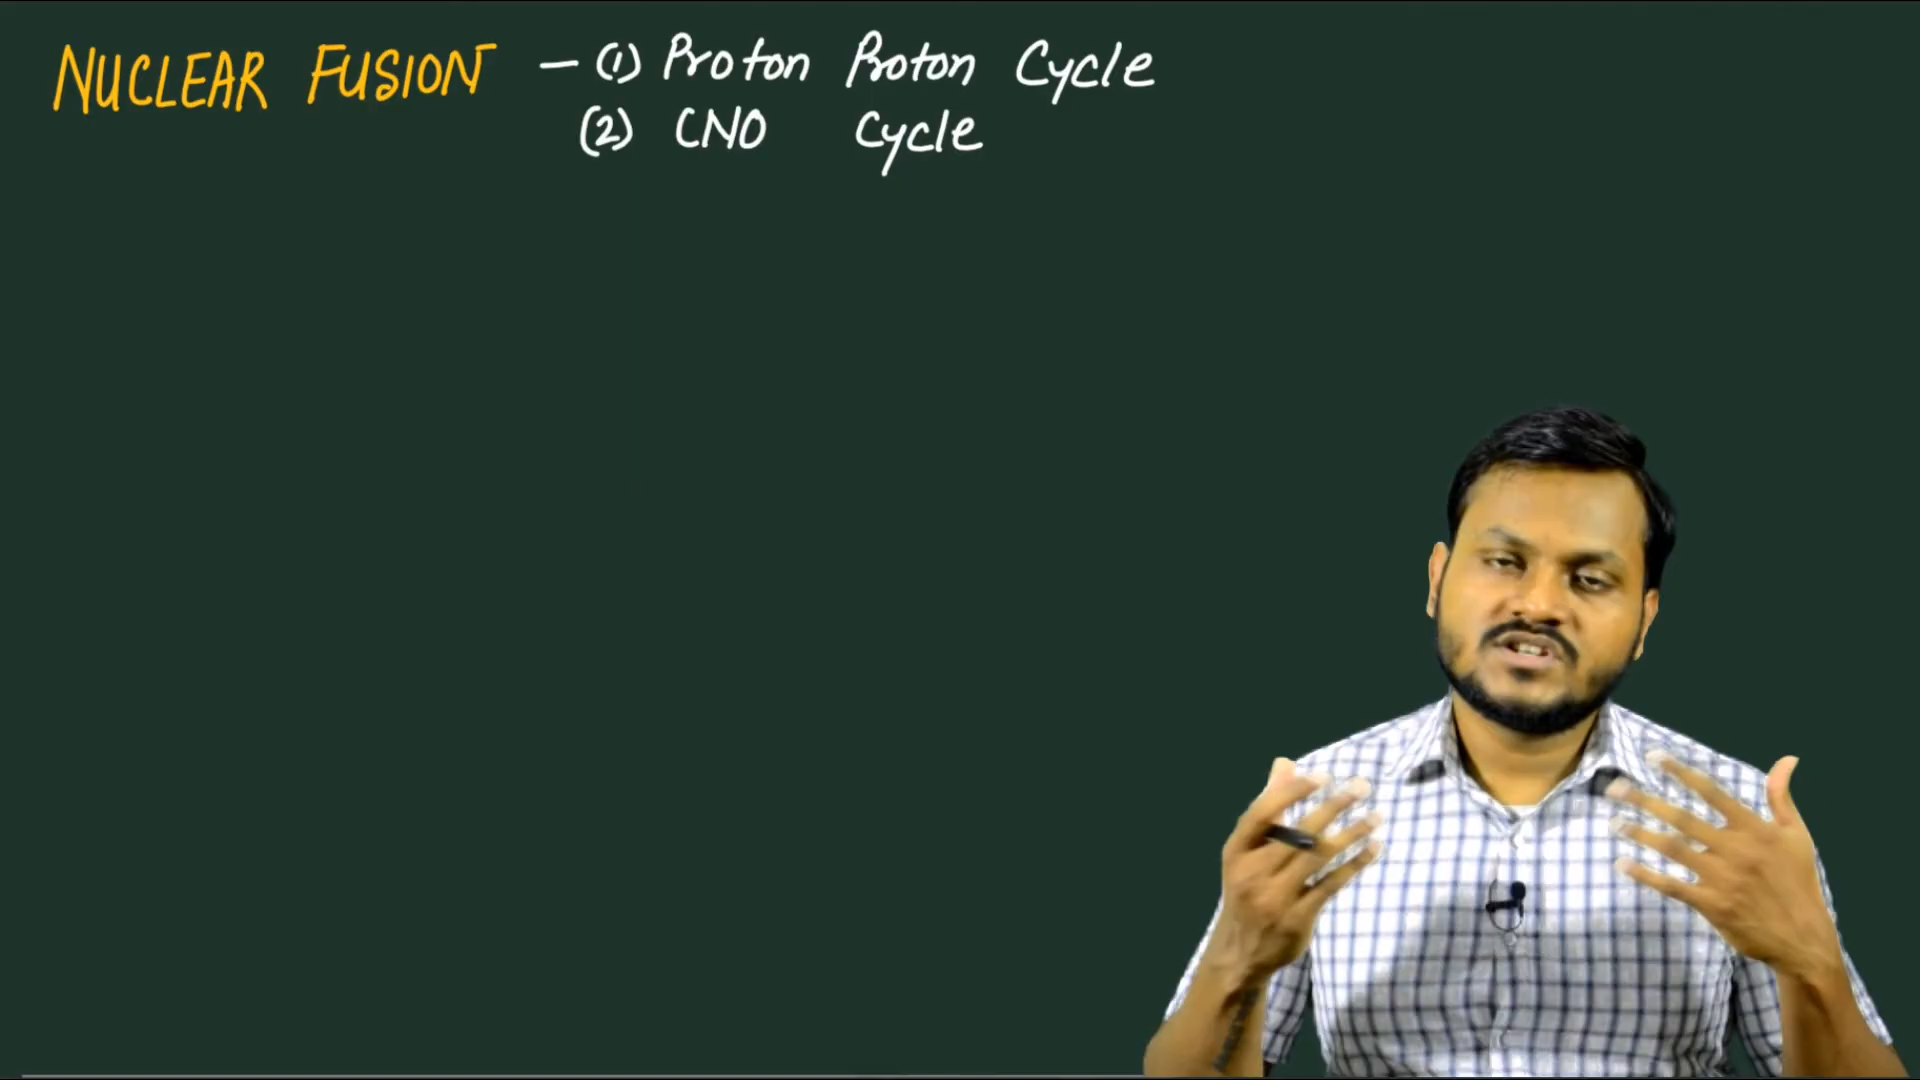 NUCLEAR FUSION — (1) Proton Proton Cycle
(2) CNO Cycle